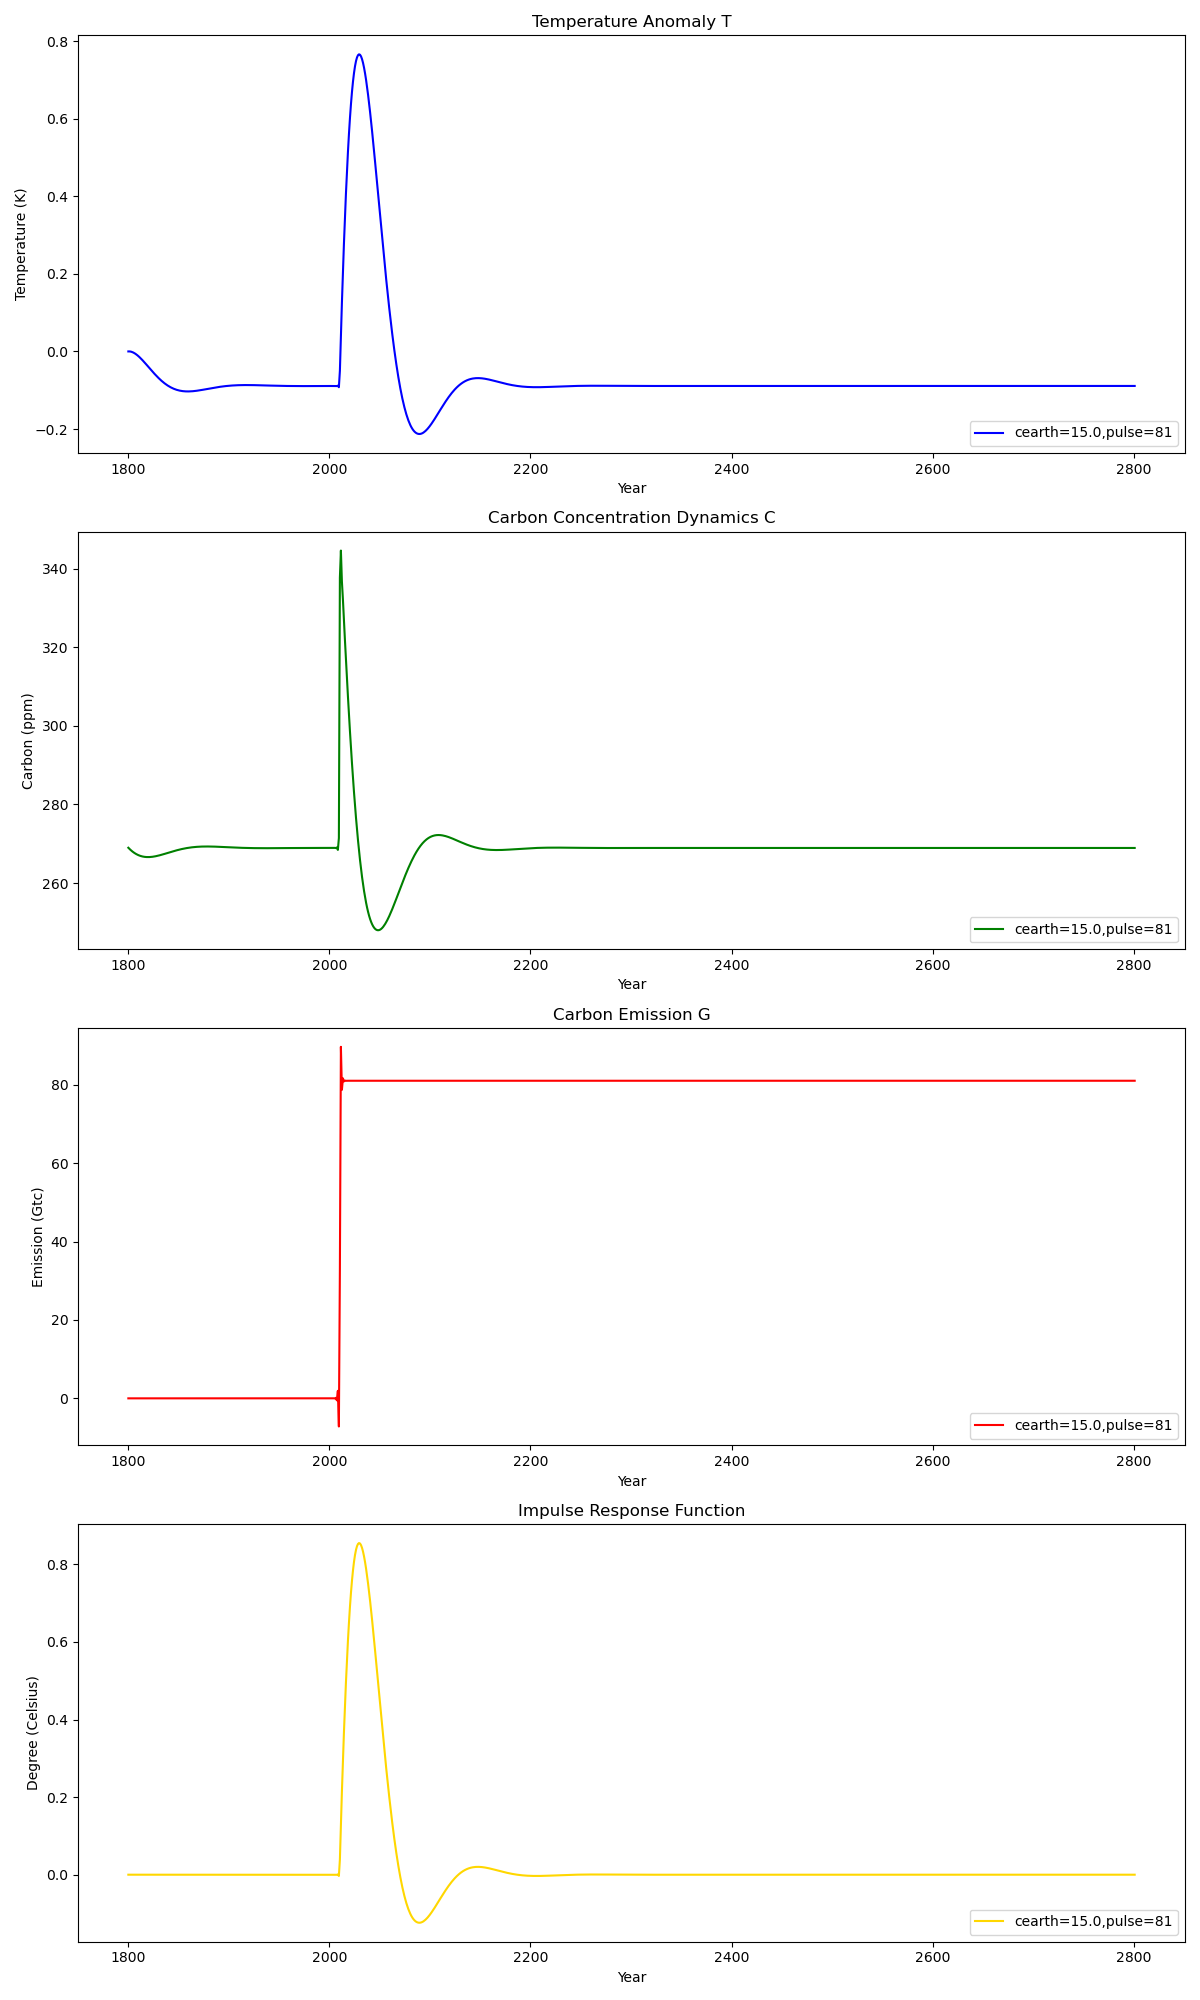 Temperature Anomaly T
0.8
0.6
0.4
0.2
0.0
−0.2
Temperature (K)
cearth=15.0,pulse=81
1800 2000 2200 2400 2600 2800
Year
Carbon Concentration Dynamics C
340
320
300
280
260
Carbon (ppm)
cearth=15.0,pulse=81
1800 2000 2200 2400 2600 2800
Year
Carbon Emission G
80
60
40
20
0
Emission (Gtc)
cearth=15.0,pulse=81
1800 2000 2200 2400 2600 2800
Year
Impulse Response Function
0.8
0.6
0.4
0.2
0.0
Degree (Celsius)
cearth=15.0,pulse=81
1800 2000 2200 2400 2600 2800
Year